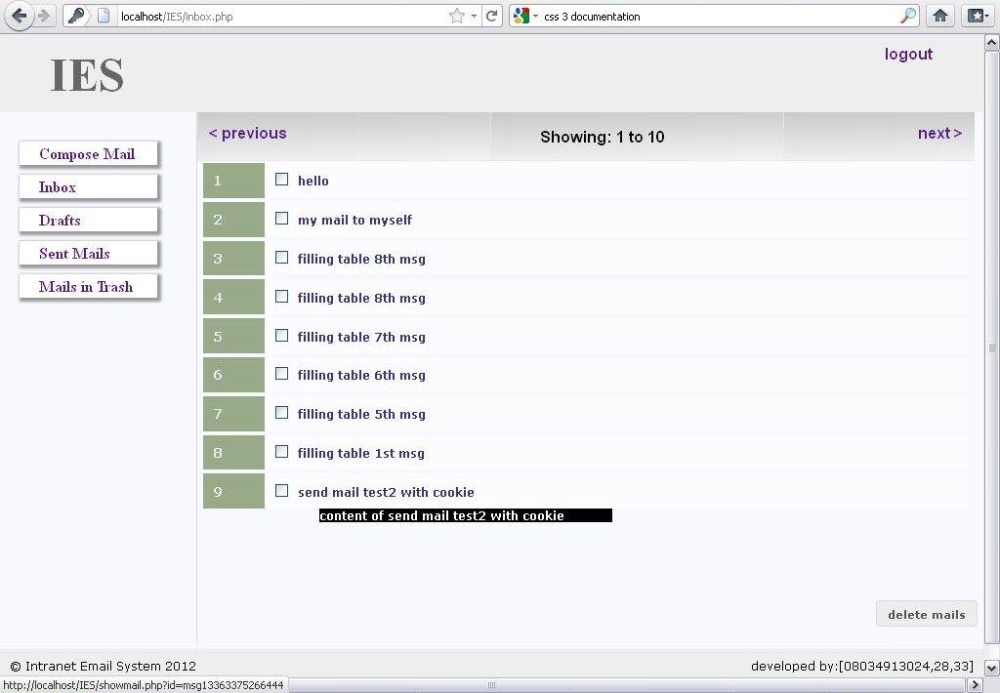 localhost/IES/inbox.php
css 3 documentation
logout
IES
< previous
Showing: 1 to 10
next >
Compose Mail
Inbox
Drafts
Sent Mails
Mails in Trash
1 hello
2 my mail to myself
3 filling table 8th msg
4 filling table 8th msg
5 filling table 7th msg
6 filling table 6th msg
7 filling table 5th msg
8 filling table 1st msg
9 send mail test2 with cookie
content of send mail test2 with cookie
delete mails
© Intranet Email System 2012
developed by:[08034913024,28,33]
http://localhost/IES/showmail.php?id=msg13363375266444